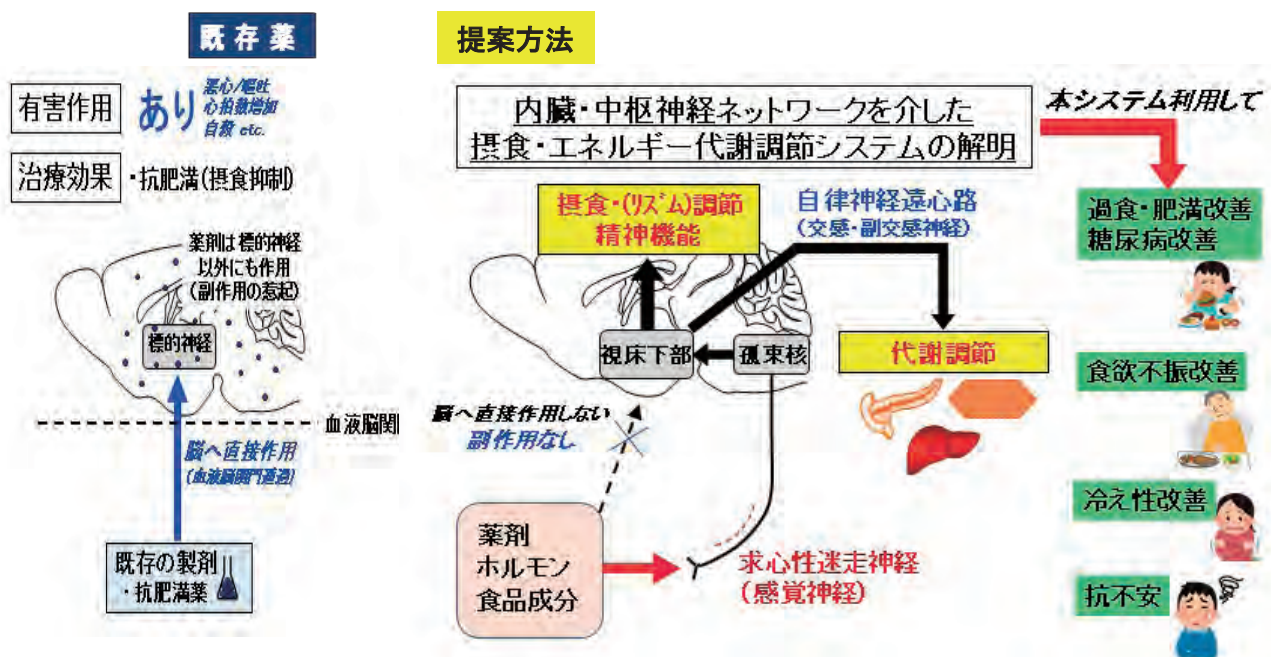 既存薬
有害作用
あり
悪心/嘔吐
心拍数増加
自殺 etc.
治療効果
・抗肥満(摂食抑制)
薬剤は標的神経
以外にも作用
(副作用の惹起)
標的神経
血液脳関
脳へ直接作用
(血液脳関門通過)
既存の製剤
・抗肥満薬
提案方法
内臓・中枢神経ネットワークを介した
摂食・エネルギー代謝調節システムの解明
本システム利用して
摂食・(リズム)調節
精神機能
自律神経遠心路
(交感・副交感神経)
視床下部
孤束核
代謝調節
脳へ直接作用しない
副作用なし
薬剤
ホルモン
食品成分
求心性迷走神経
(感覚神経)
過食・肥満改善
糖尿病改善
食欲不振改善
冷え性改善
抗不安